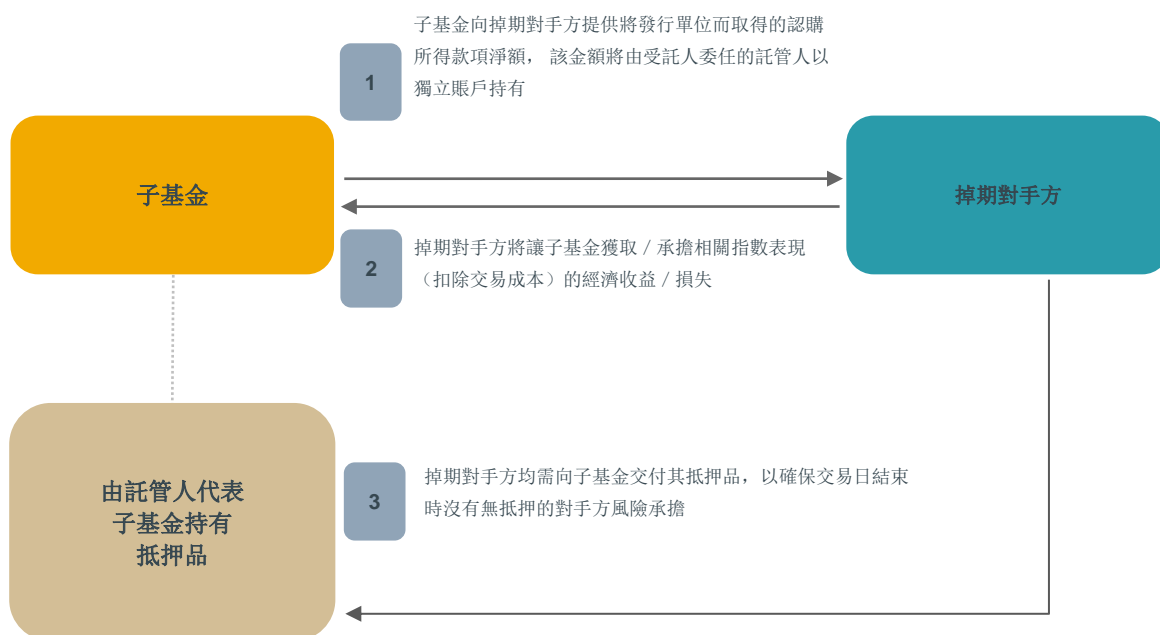 子基金向掉期對手方提供將發行單位而取得的認購
所得款項淨額， 該金額將由受託人委任的託管人以
獨立賬戶持有
1
子基金
掉期對手方
2
掉期對手方將讓子基金獲取 / 承擔相關指數表現
（扣除交易成本）的經濟收益 / 損失
由託管人代表
子基金持有
抵押品
3
掉期對手方均需向子基金交付其抵押品，以確保交易日結束
時沒有無抵押的對手方風險承擔